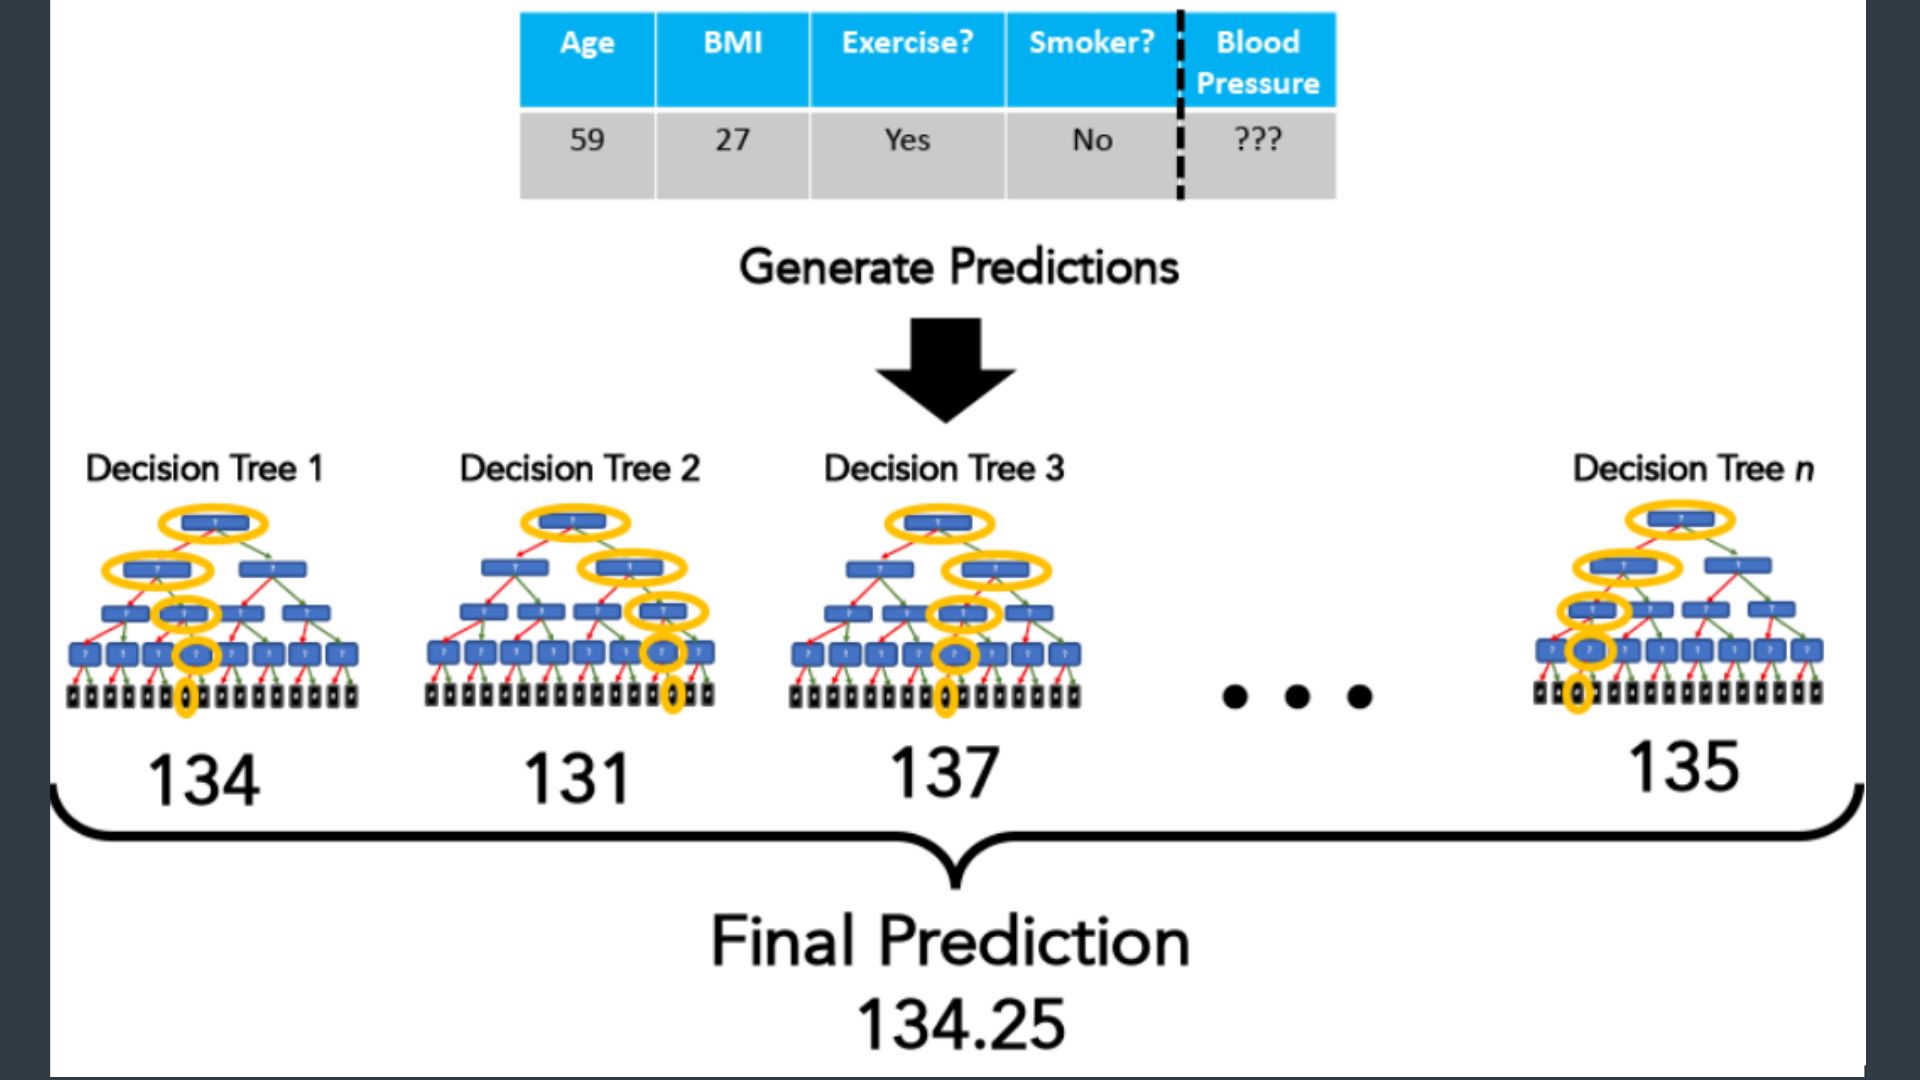 Age BMI Exercise? Smoker? Blood Pressure
59 27 Yes No ???
Generate Predictions
Decision Tree 1 Decision Tree 2 Decision Tree 3 Decision Tree n
134 131 137 135
Final Prediction
134.25